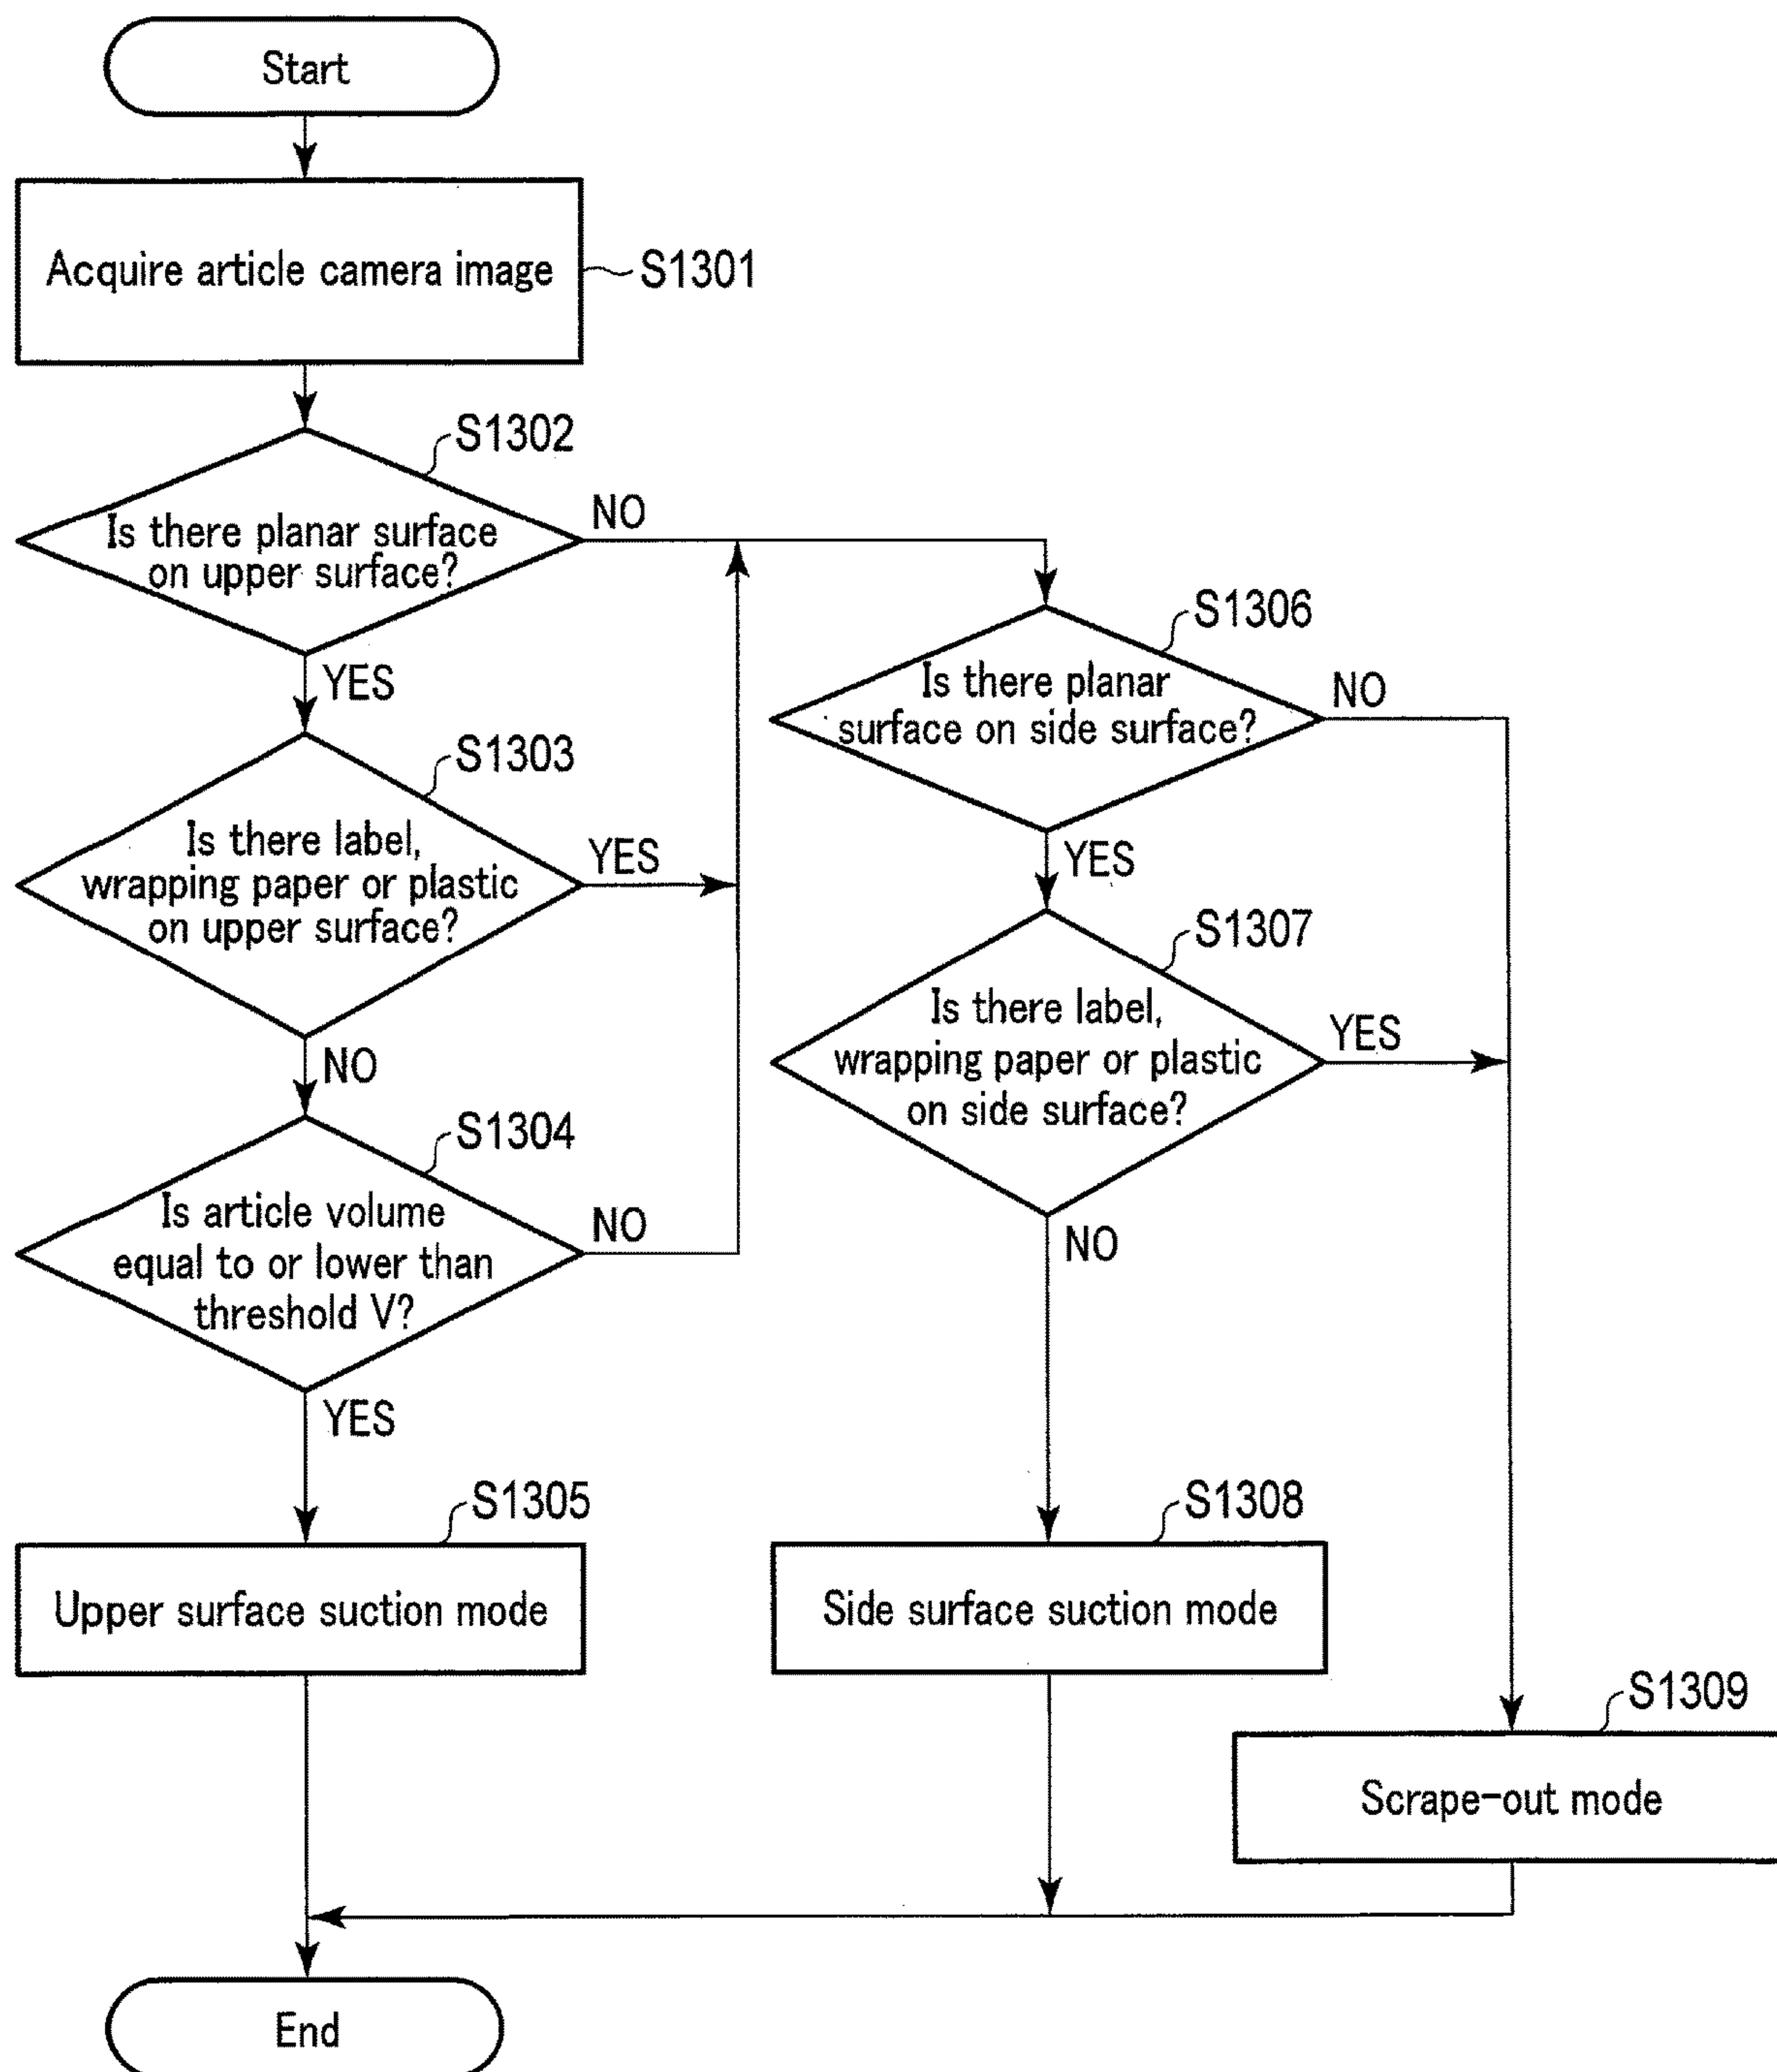 Start
Acquire article camera image
S1301
S1302
Is there planar surface
on upper surface?
NO
YES
S1303
Is there label,
wrapping paper or plastic
on upper surface?
YES
NO
S1304
Is article volume
equal to or lower than
threshold V?
NO
YES
S1305
Upper surface suction mode
S1306
Is there planar
surface on side surface?
NO
YES
S1307
Is there label,
wrapping paper or plastic
on side surface?
YES
NO
S1308
Side surface suction mode
S1309
Scrape-out mode
End